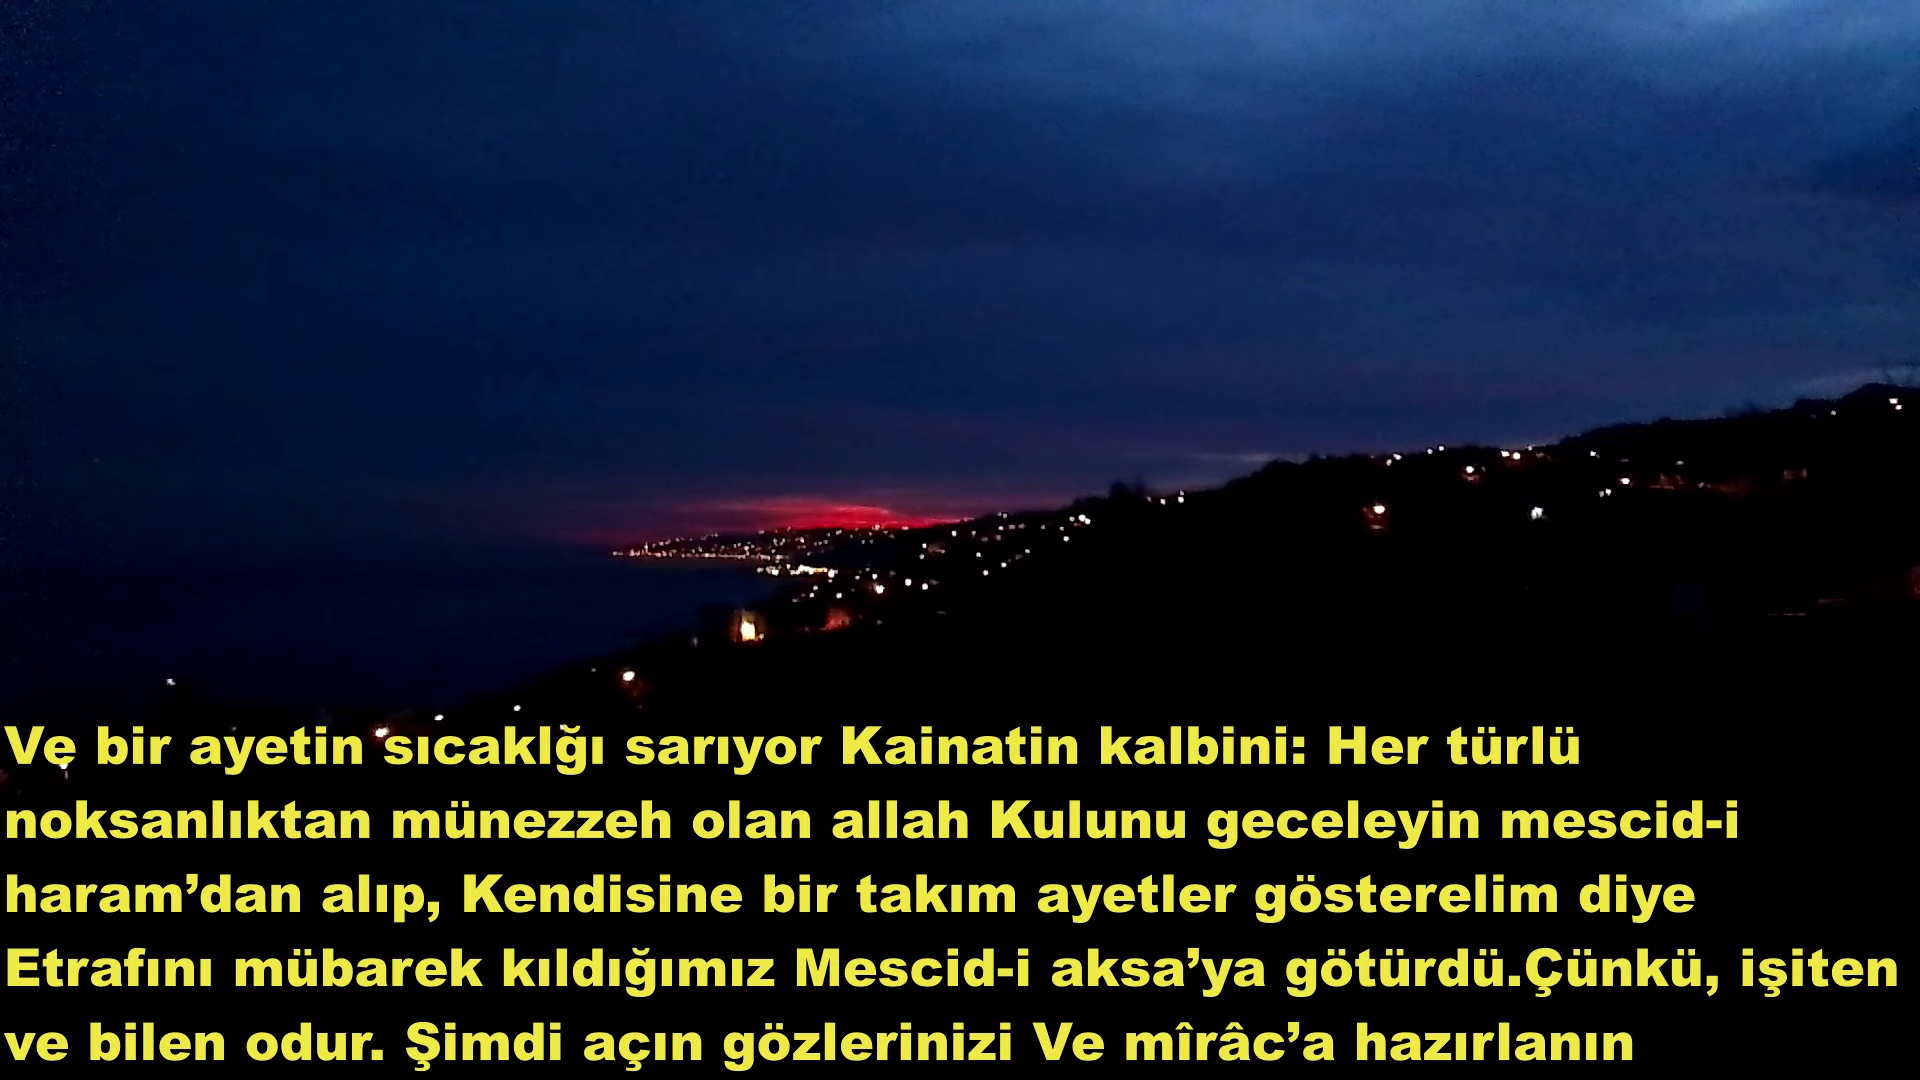 Ve bir ayetin sıcaklğı sarıyor Kainatin kalbini: Her türlü
noksanlıktan münezzeh olan allah Kulunu geceleyin mescid-i
haram’dan alıp, Kendisine bir takım ayetler gösterelim diye
Etrafını mübarek kıldığımız Mescid-i aksa’ya götürdü.Çünkü, işiten
ve bilen odur. Şimdi açın gözlerinizi Ve mîrâc’a hazırlanın